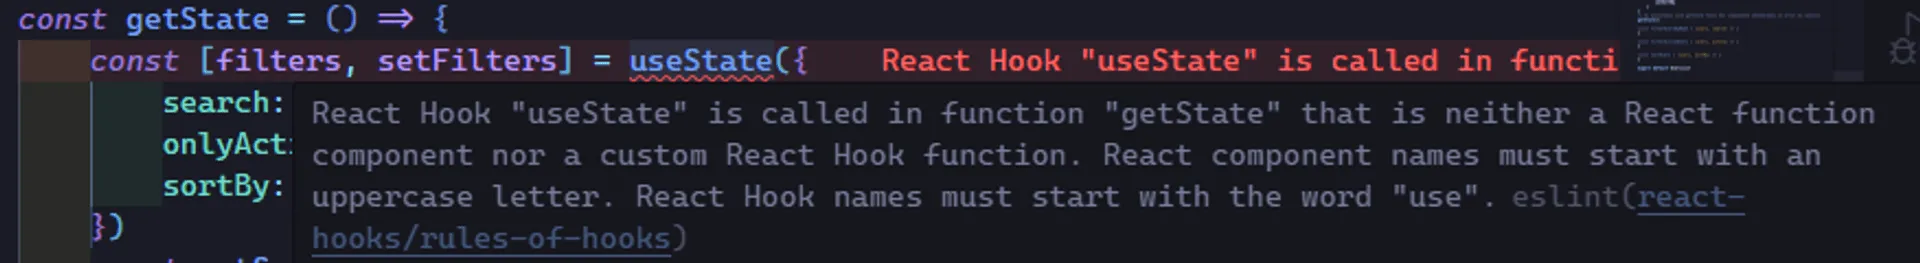 const getState = () => {
const [filters, setFilters] = useState({ React Hook "useState" is called in functi
search:
onlyAct
sortBy:
React Hook "useState" is called in function "getState" that is neither a React function
component nor a custom React Hook function. React component names must start with an
uppercase letter. React Hook names must start with the word "use". eslint(react-
hooks/rules-of-hooks)
})